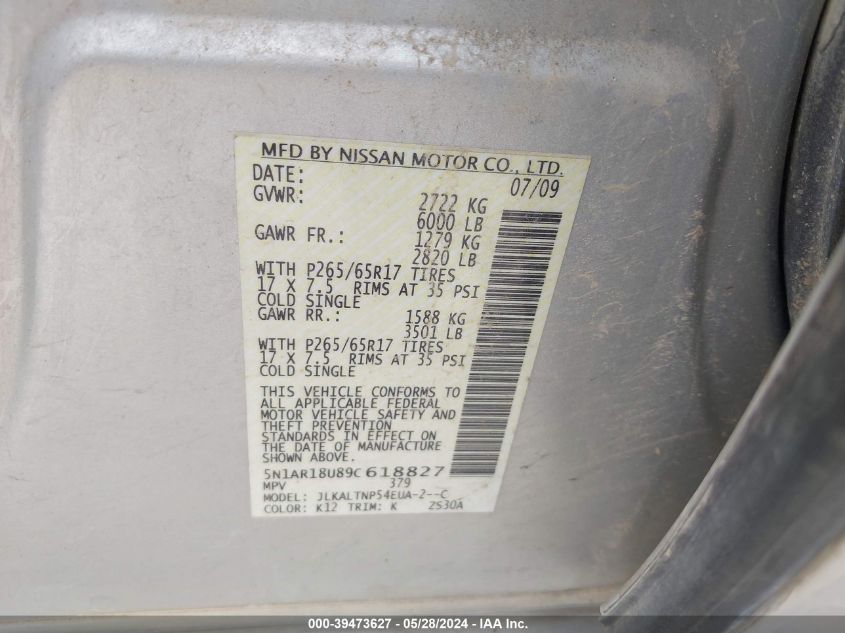 MFD BY NISSAN MOTOR CO., LTD.
DATE: 07/09
GVWR: 2722 KG
6000 LB
GAWR FR.: 1279 KG
2820 LB
WITH P265/65R17 TIRES
17 X 7.5 RIMS AT 35 PSI
COLD SINGLE
GAWR RR.: 1588 KG
3501 LB
WITH P265/65R17 TIRES
17 X 7.5 RIMS AT 35 PSI
COLD SINGLE
THIS VEHICLE CONFORMS TO
ALL APPLICABLE FEDERAL
MOTOR VEHICLE SAFETY AND
THEFT PREVENTION
STANDARDS IN EFFECT ON
THE DATE OF MANUFACTURE
SHOWN ABOVE.
5N1AR18U89C618827
MPV 379
MODEL: JLKALTNP54EUA-2--C
COLOR: K12 TRIM: K ZS30A
000-39473627 - 05/28/2024 - IAA Inc.